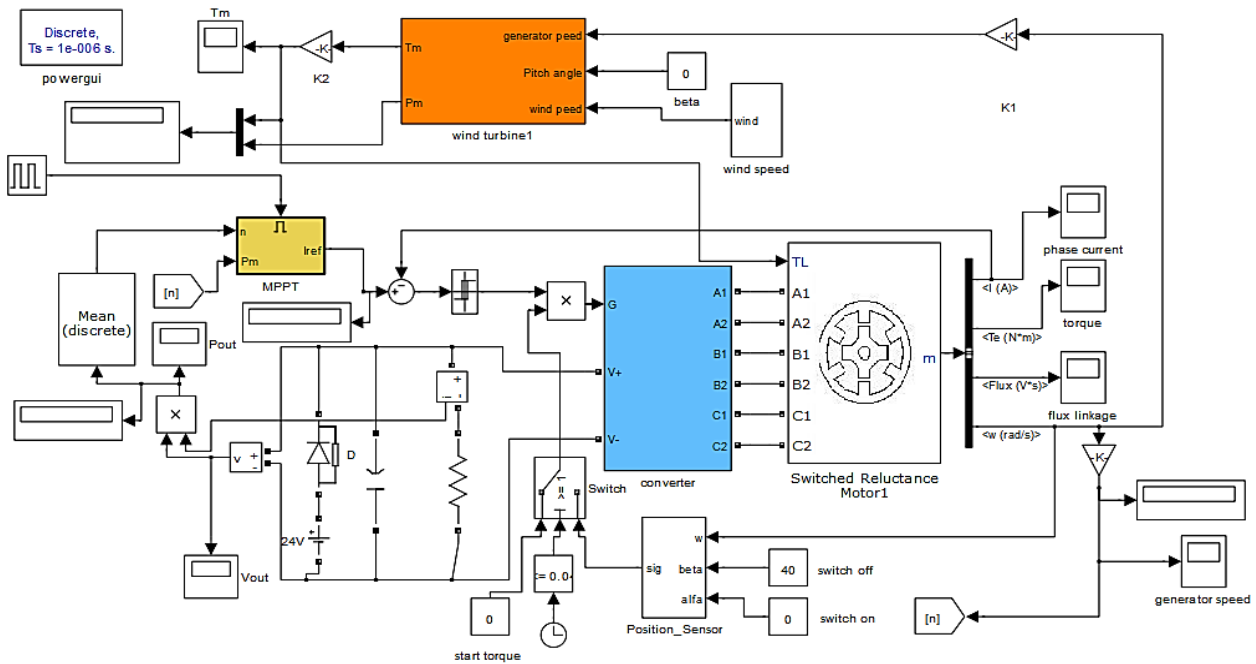 Discrete,
Ts = 1e-006 s.
powergui
Tm
-K-
K2
Tm
Pm
generator peed
Pitch angle
wind peed
wind turbine1
0
beta
wind
wind speed
-K-
K1
n
Pm
Iref
MPPT
[n]
Mean
(discrete)
Pout
×
v
+
-
Vout
D
24V
+
+
-
i
-
×
G
V+
V-
A1
A2
B1
B2
C1
C2
converter
TL
A1
A2
B1
B2
C1
C2
m
Switched Reluctance
Motor1
<I (A)>
<Te (N*m)>
<Flux (V*s)>
<w (rad/s)>
phase current
torque
flux linkage
-K-
generator speed
[n]
Switch
>= 1
<= 0.0
0
start torque
w
beta
alfa
sig
Position_Sensor
40
switch off
0
switch on